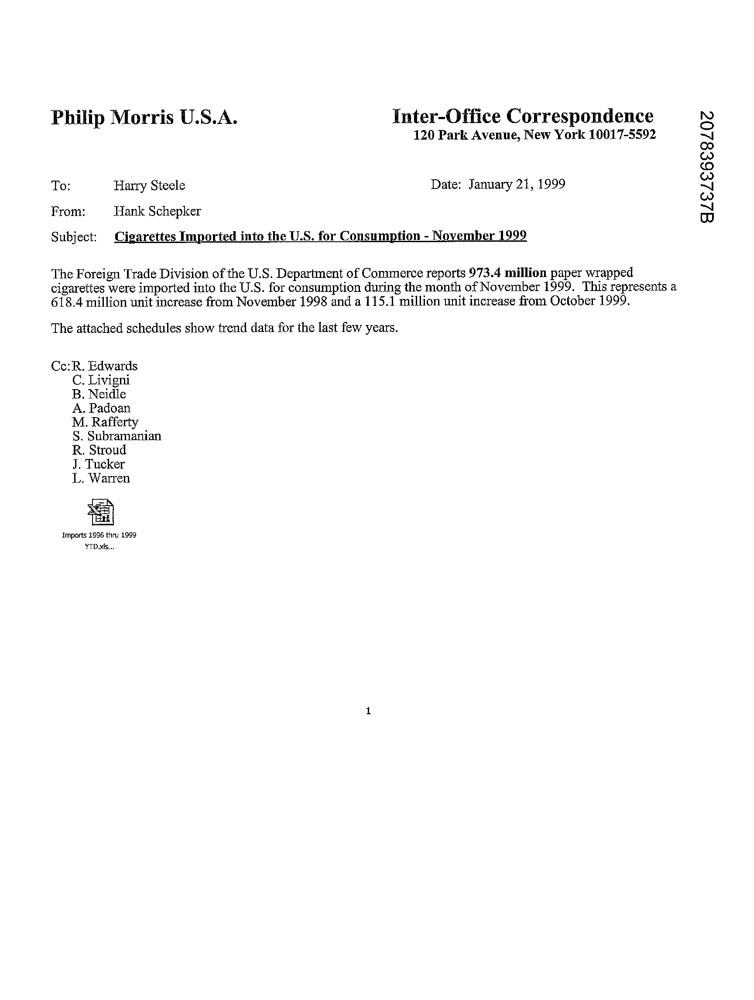 Philip Morris U.S.A.
Inter-Office Correspondence
120 Park Avenue, New York 10017-5592
To: Harry Steele
Date: January 21, 1999
From: Hank Schepker
Subject: Cigarettes Imported into the U.S. for Consumption - November 1999
The Foreign Trade Division of the U.S. Department of Commerce reports 973.4 million paper wrapped
cigarettes were imported into the U.S. for consumption during the month of November 1999. This represents a
618.4 million unit increase from November 1998 and a 115.1 million unit increase from October 1999.
The attached schedules show trend data for the last few years.
Cc:R. Edwards
C. Livigni
B. Neidle
A. Padoan
M. Rafferty
S. Subramanian
R. Stroud
J. Tucker
L. Warren
Imports 1996 thru 1999
YTD.xls...
1
2078393737B